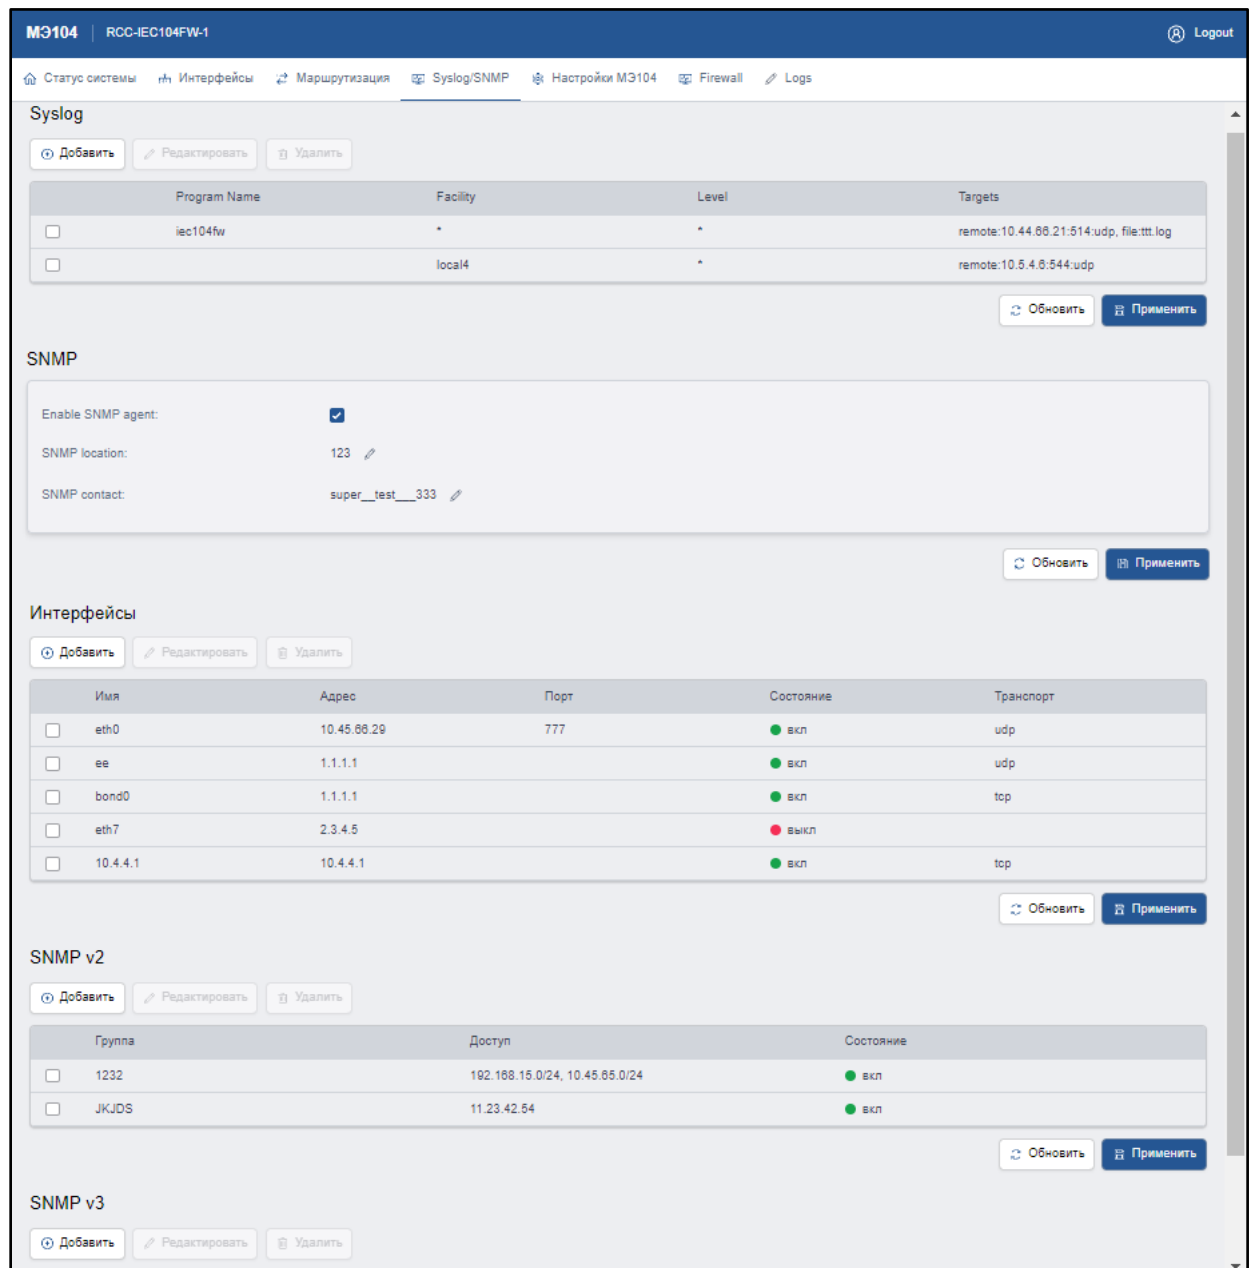 МЭ104 | RCC-IEC104FW-1 Logout
Статус системы Интерфейсы Маршрутизация Syslog/SNMP Настройки МЭ104 Firewall Logs
Syslog
Добавить Редактировать Удалить
Program Name Facility Level Targets
iec104fw * * remote:10.44.66.21:514:udp, file:ttt.log
local4 * remote:10.5.4.6:544:udp
Обновить Применить
SNMP
Enable SNMP agent:
SNMP location: 123
SNMP contact: super__test___333
Обновить Применить
Интерфейсы
Добавить Редактировать Удалить
Имя Адрес Порт Состояние Транспорт
eth0 10.45.66.29 777 вкл udp
ee 1.1.1.1 вкл udp
bond0 1.1.1.1 вкл tcp
eth7 2.3.4.5 выкл
10.4.4.1 10.4.4.1 вкл tcp
Обновить Применить
SNMP v2
Добавить Редактировать Удалить
Группа Доступ Состояние
1232 192.168.15.0/24, 10.45.65.0/24 вкл
JKJDS 11.23.42.54 вкл
Обновить Применить
SNMP v3
Добавить Редактировать Удалить